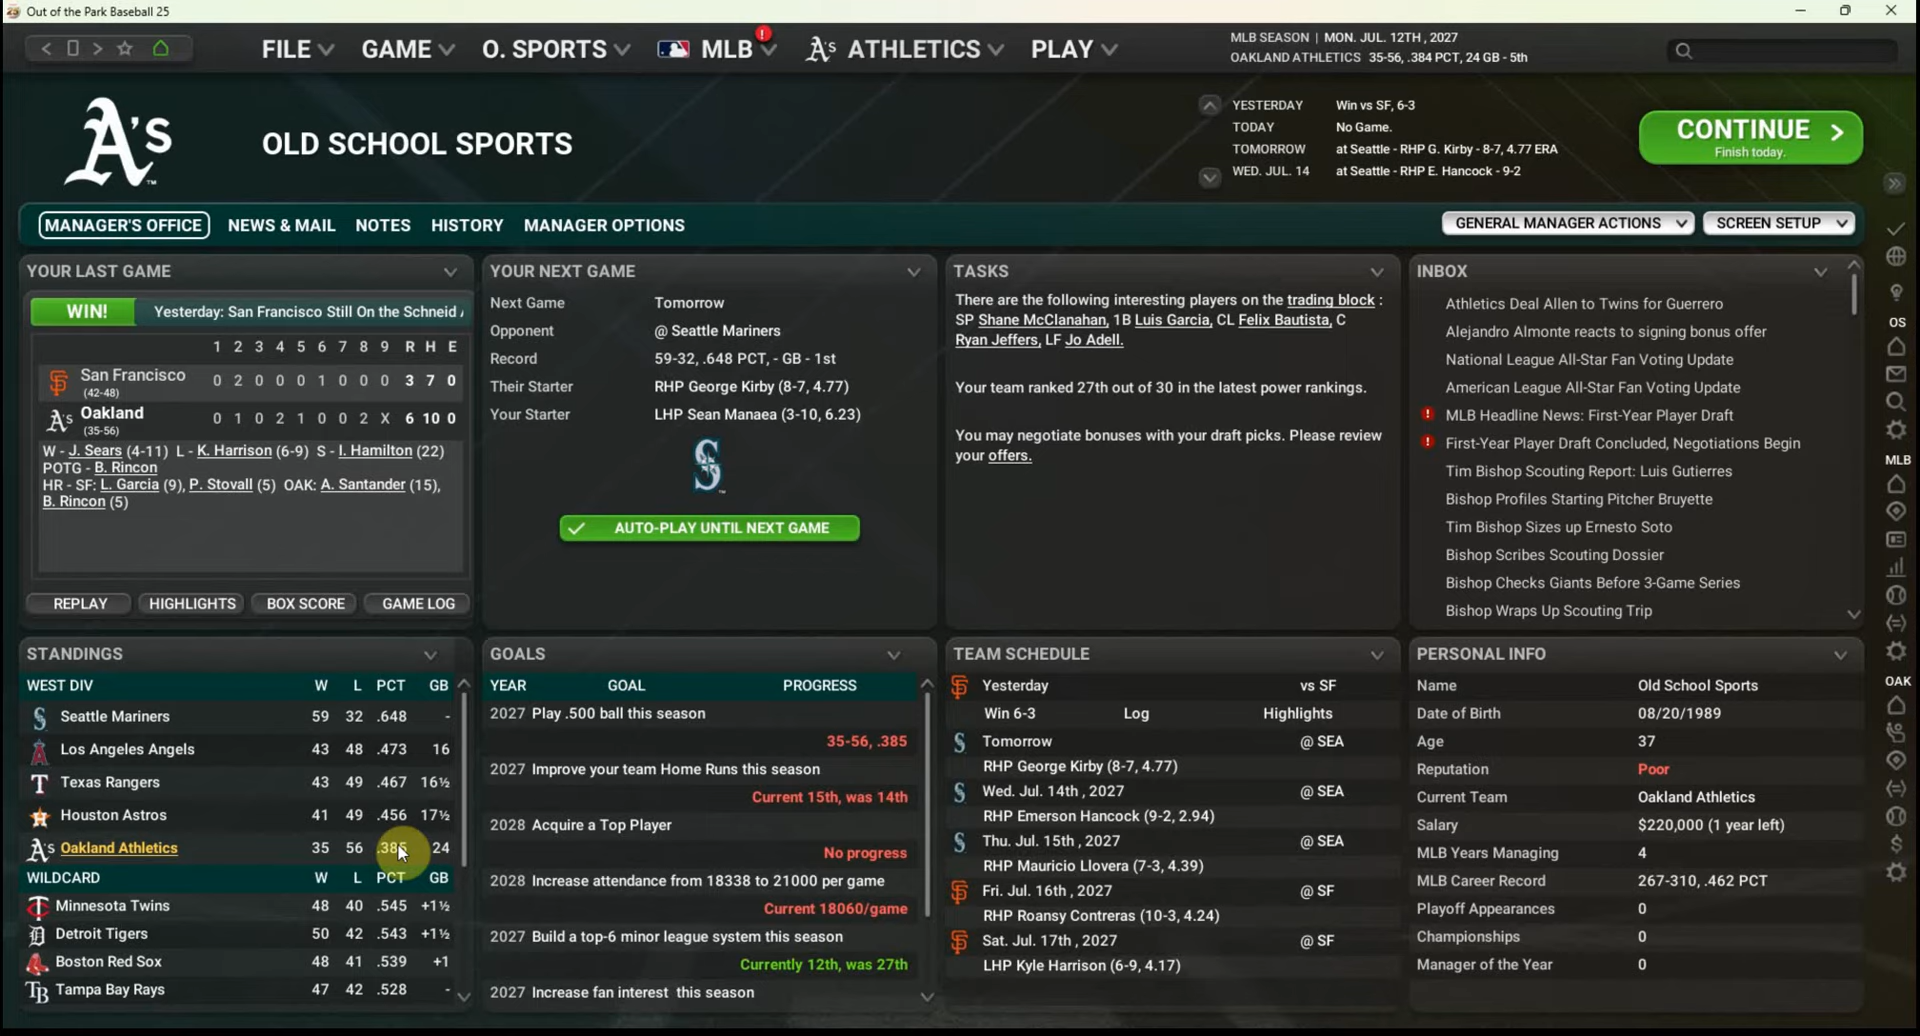 Out of the Park Baseball 25
FILE
GAME
O. SPORTS
MLB
A's ATHLETICS
PLAY
MLB SEASON | MON. JUL. 12TH , 2027
OAKLAND ATHLETICS 35-56, .384 PCT, 24 GB - 5th
A's
OLD SCHOOL SPORTS
YESTERDAY Win vs SF, 6-3
TODAY No Game.
TOMORROW at Seattle - RHP G. Kirby - 8-7, 4.77 ERA
WED. JUL. 14 at Seattle - RHP E. Hancock - 9-2
CONTINUE
Finish today.
MANAGER'S OFFICE NEWS & MAIL NOTES HISTORY MANAGER OPTIONS
GENERAL MANAGER ACTIONS
SCREEN SETUP
YOUR LAST GAME
WIN! Yesterday: San Francisco Still On the Schneid
1 2 3 4 5 6 7 8 9 R H E
San Francisco 0 2 0 0 0 1 0 0 0 3 7 0
(42-48)
Oakland 0 1 0 2 1 0 0 2 X 6 10 0
(35-56)
W - J. Sears (4-11) L - K. Harrison (6-9) S - I. Hamilton (22)
POTG - B. Rincon
HR - SF: L. Garcia (9), P. Stovall (5) OAK: A. Santander (15),
B. Rincon (5)
REPLAY HIGHLIGHTS BOX SCORE GAME LOG
YOUR NEXT GAME
Next Game Tomorrow
Opponent @ Seattle Mariners
Record 59-32, .648 PCT, - GB - 1st
Their Starter RHP George Kirby (8-7, 4.77)
Your Starter LHP Sean Manaea (3-10, 6.23)
AUTO-PLAY UNTIL NEXT GAME
TASKS
There are the following interesting players on the trading block :
SP Shane McClanahan, 1B Luis Garcia, CL Felix Bautista, C
Ryan Jeffers, LF Jo Adell.
Your team ranked 27th out of 30 in the latest power rankings.
You may negotiate bonuses with your draft picks. Please review
your offers.
INBOX
Athletics Deal Allen to Twins for Guerrero
Alejandro Almonte reacts to signing bonus offer
National League All-Star Fan Voting Update
American League All-Star Fan Voting Update
MLB Headline News: First-Year Player Draft
First-Year Player Draft Concluded, Negotiations Begin
Tim Bishop Scouting Report: Luis Gutierres
Bishop Profiles Starting Pitcher Bruyette
Tim Bishop Sizes up Ernesto Soto
Bishop Scribes Scouting Dossier
Bishop Checks Giants Before 3-Game Series
Bishop Wraps Up Scouting Trip
OS
MLB
OAK
STANDINGS
WEST DIV W L PCT GB
Seattle Mariners 59 32 .648 -
Los Angeles Angels 43 48 .473 16
Texas Rangers 43 49 .467 16½
Houston Astros 41 49 .456 17½
Oakland Athletics 35 56 .385 24
WILDCARD W L PCT GB
Minnesota Twins 48 40 .545 +1½
Detroit Tigers 50 42 .543 +1½
Boston Red Sox 48 41 .539 +1
Tampa Bay Rays 47 42 .528 -
GOALS
YEAR GOAL PROGRESS
2027 Play .500 ball this season
35-56, .385
2027 Improve your team Home Runs this season
Current 15th, was 14th
2028 Acquire a Top Player
No progress
2028 Increase attendance from 18338 to 21000 per game
Current 18060/game
2027 Build a top-6 minor league system this season
Currently 12th, was 27th
2027 Increase fan interest this season
TEAM SCHEDULE
Yesterday vs SF
Win 6-3 Log Highlights
Tomorrow @ SEA
RHP George Kirby (8-7, 4.77)
Wed. Jul. 14th , 2027 @ SEA
RHP Emerson Hancock (9-2, 2.94)
Thu. Jul. 15th , 2027 @ SEA
RHP Mauricio Llovera (7-3, 4.39)
Fri. Jul. 16th , 2027 @ SF
RHP Roansy Contreras (10-3, 4.24)
Sat. Jul. 17th , 2027 @ SF
LHP Kyle Harrison (6-9, 4.17)
PERSONAL INFO
Name Old School Sports
Date of Birth 08/20/1989
Age 37
Reputation Poor
Current Team Oakland Athletics
Salary $220,000 (1 year left)
MLB Years Managing 4
MLB Career Record 267-310, .462 PCT
Playoff Appearances 0
Championships 0
Manager of the Year 0